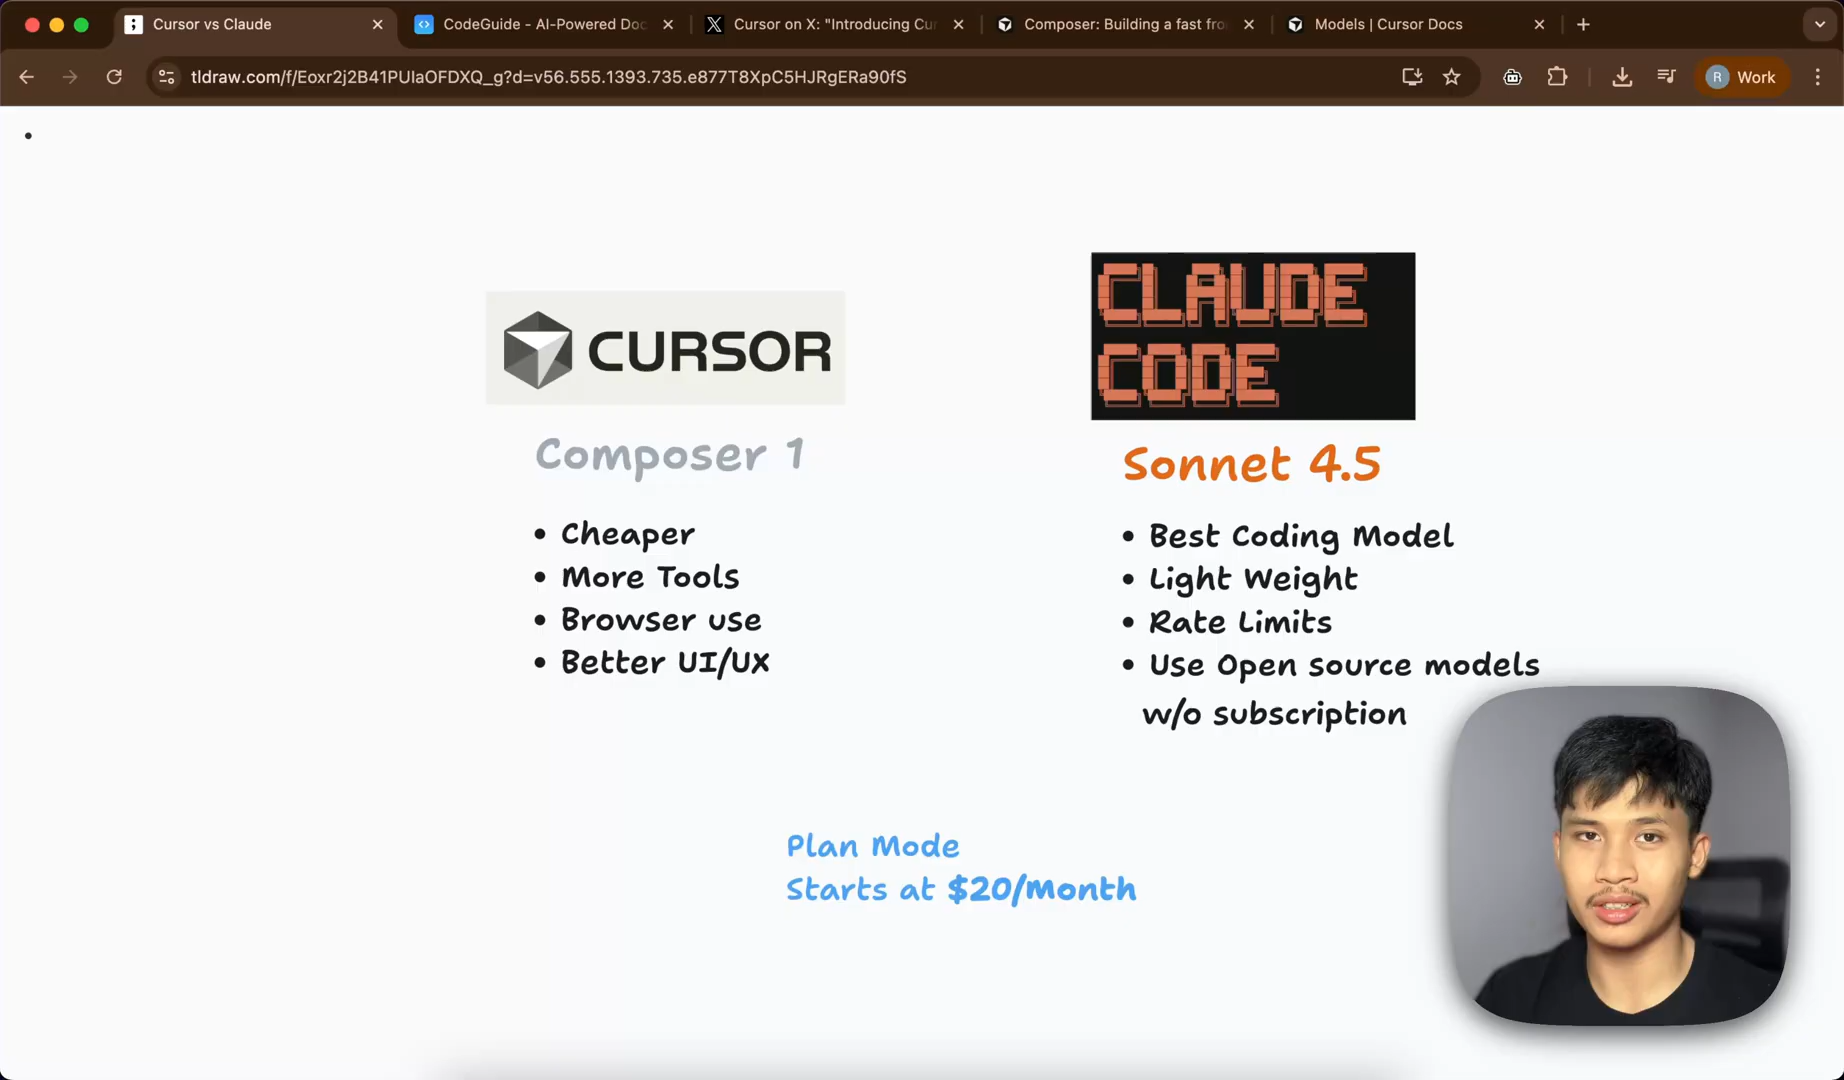 Cursor vs Claude
CodeGuide - AI-Powered Doc
Cursor on X: "Introducing Cur
Composer: Building a fast fro
Models | Cursor Docs
tldraw.com/f/Eoxr2j2B41PUIaOFDXQ_g?d=v56.555.1393.735.e877T8XpC5HJRgERa90fS
R Work
CURSOR
CLAUDE
CODE
Composer 1
Sonnet 4.5
• Cheaper
• More Tools
• Browser use
• Better UI/UX
• Best Coding Model
• Light Weight
• Rate Limits
• Use Open source models
w/o subscription
Plan Mode
Starts at $20/month